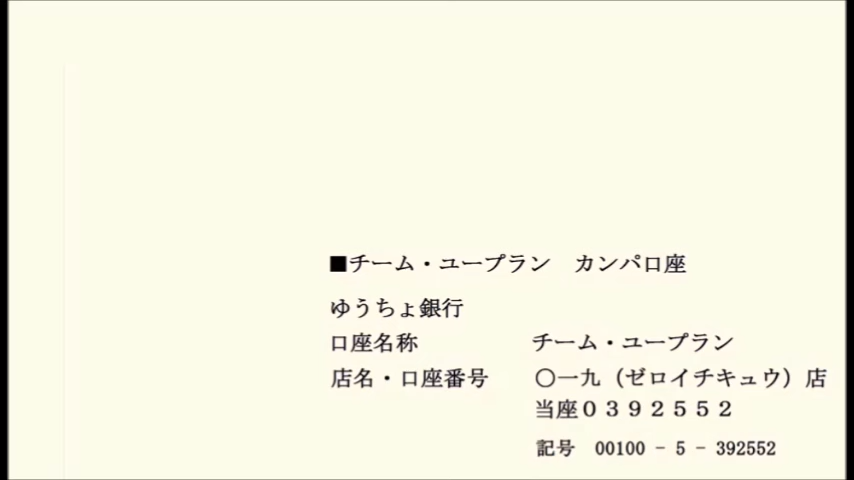 ■チーム・ユープラン　カンパ口座
ゆうちょ銀行
口座名称　チーム・ユープラン
店名・口座番号　〇一九（ゼロイチキュウ）店
当座０３９２５５２
記号　00100 － 5 － 392552